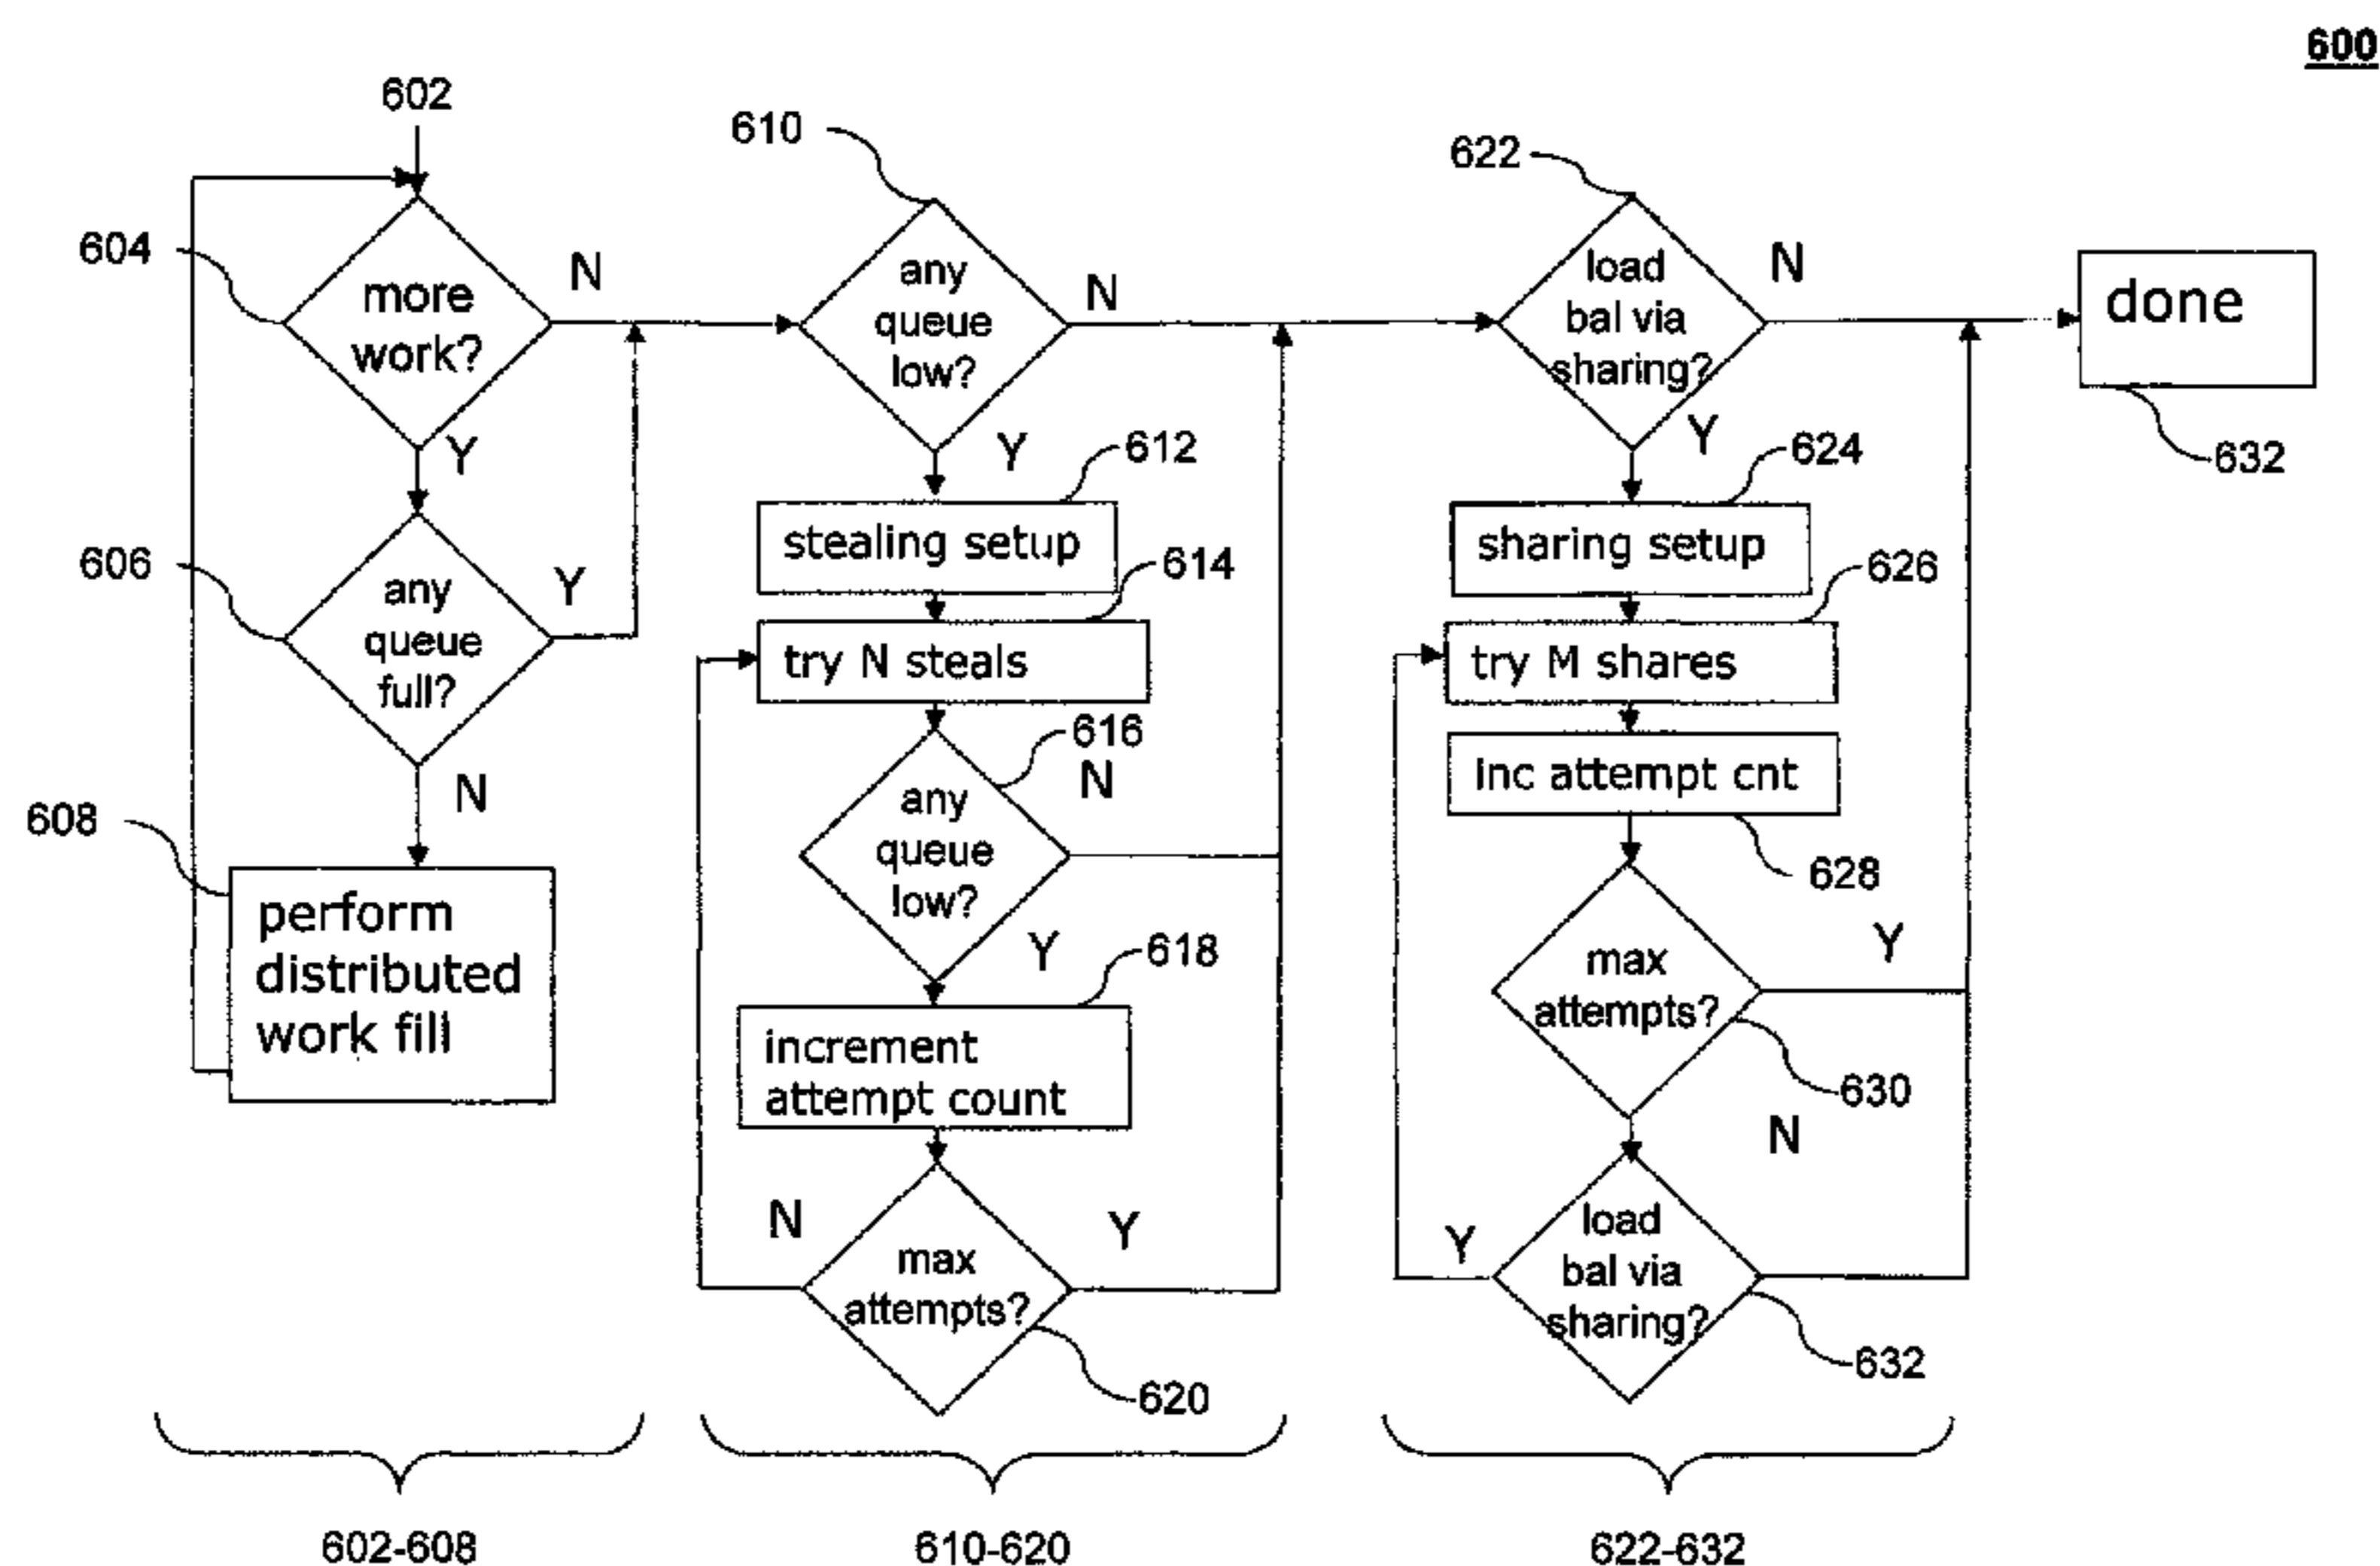 600
602
604
more
work?
N
Y
606
any
queue
full?
Y
N
608
perform
distributed
work fill
602-608
610
any
queue
low?
N
Y
612
stealing setup
614
try N steals
616
any
queue
low?
N
Y
618
increment
attempt count
N
max
attempts?
Y
620
610-620
622
load
bal via
sharing?
N
Y
624
sharing setup
626
try M shares
inc attempt cnt
628
max
attempts?
Y
630
N
load
bal via
sharing?
Y
632
622-632
done
632